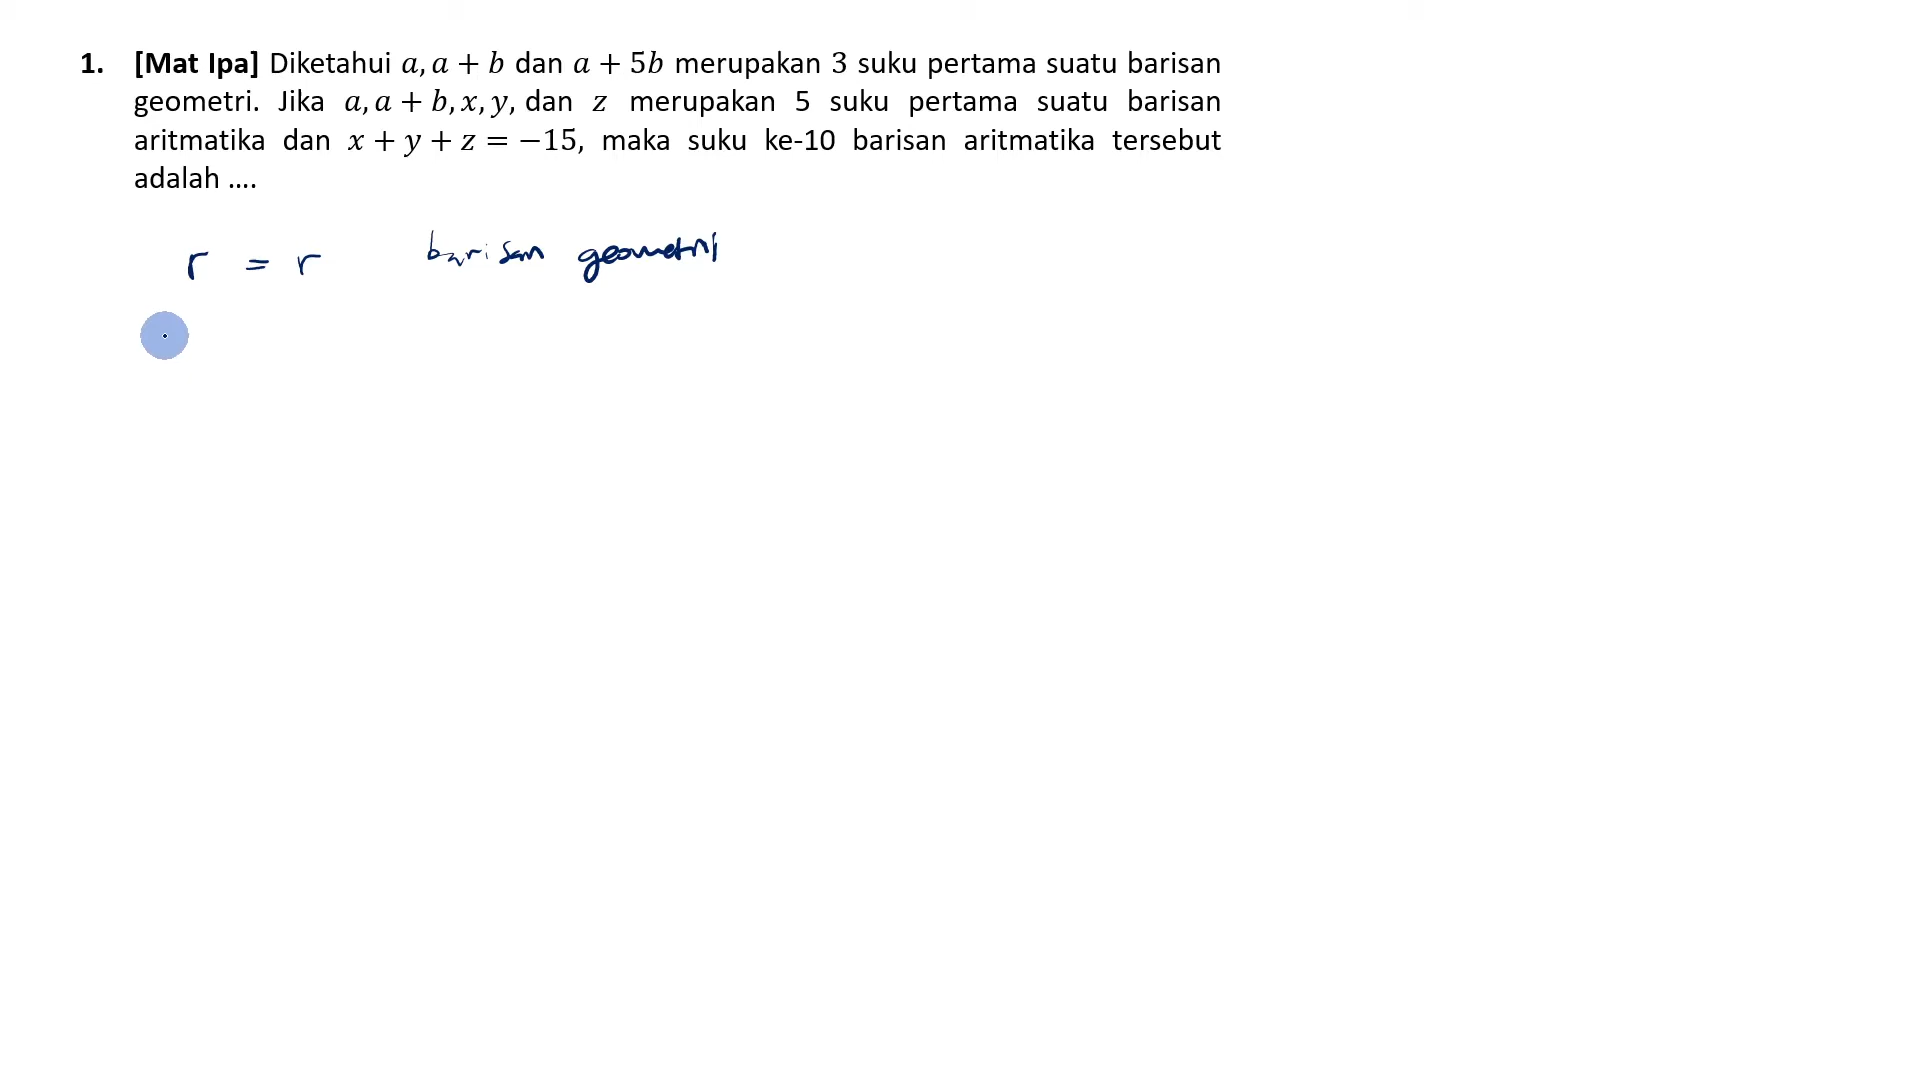 1. [Mat Ipa] Diketahui a, a + b dan a + 5b merupakan 3 suku pertama suatu barisan
geometri. Jika a, a + b, x, y, dan z merupakan 5 suku pertama suatu barisan
aritmatika dan x + y + z = −15, maka suku ke-10 barisan aritmatika tersebut
adalah ....
r = r barisan geometri